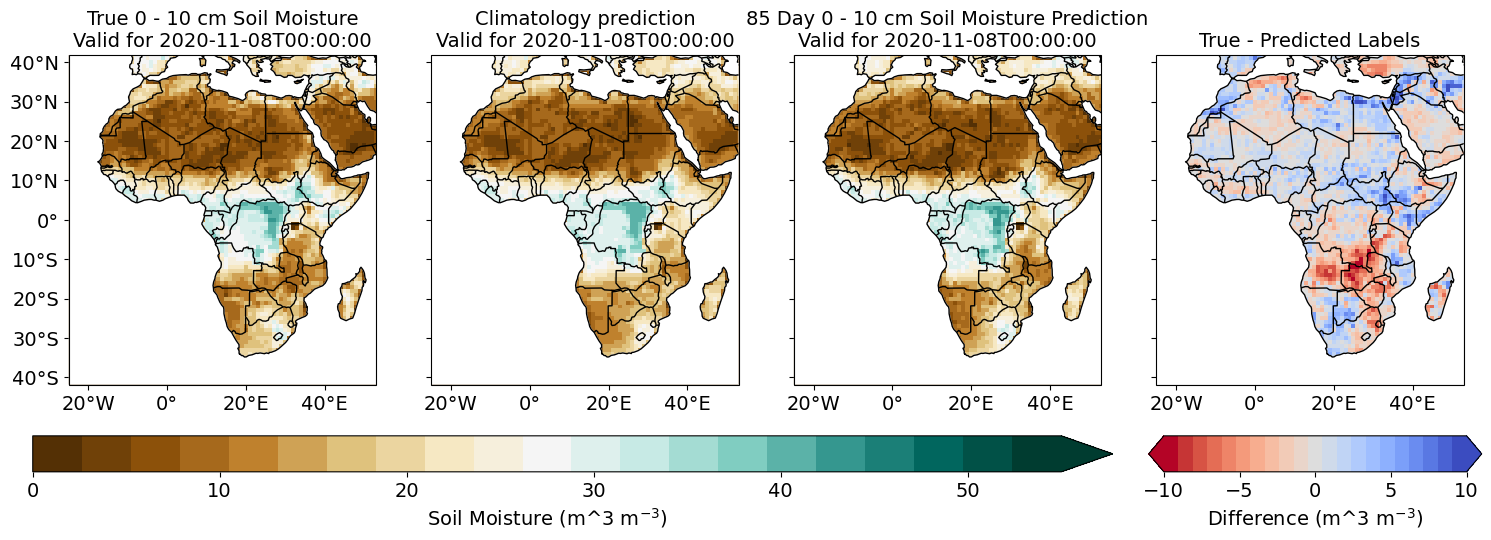 True 0 - 10 cm Soil Moisture
Valid for 2020-11-08T00:00:00
Climatology prediction
Valid for 2020-11-08T00:00:00
85 Day 0 - 10 cm Soil Moisture Prediction
Valid for 2020-11-08T00:00:00
True - Predicted Labels
40°N
30°N
20°N
10°N
0°
10°S
20°S
30°S
40°S
20°W 0° 20°E 40°E
20°W 0° 20°E 40°E
20°W 0° 20°E 40°E
20°W 0° 20°E 40°E
0 10 20 30 40 50
Soil Moisture (m^3 m⁻³)
−10 −5 0 5 10
Difference (m^3 m⁻³)